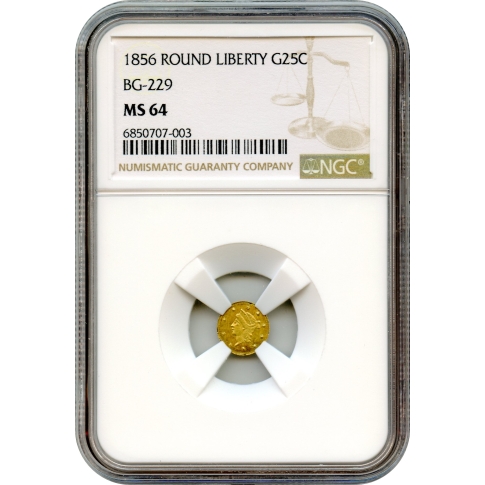 1856 ROUND LIBERTY G25C
BG-229
MS 64
6850707-003
NUMISMATIC GUARANTY COMPANY NGC®